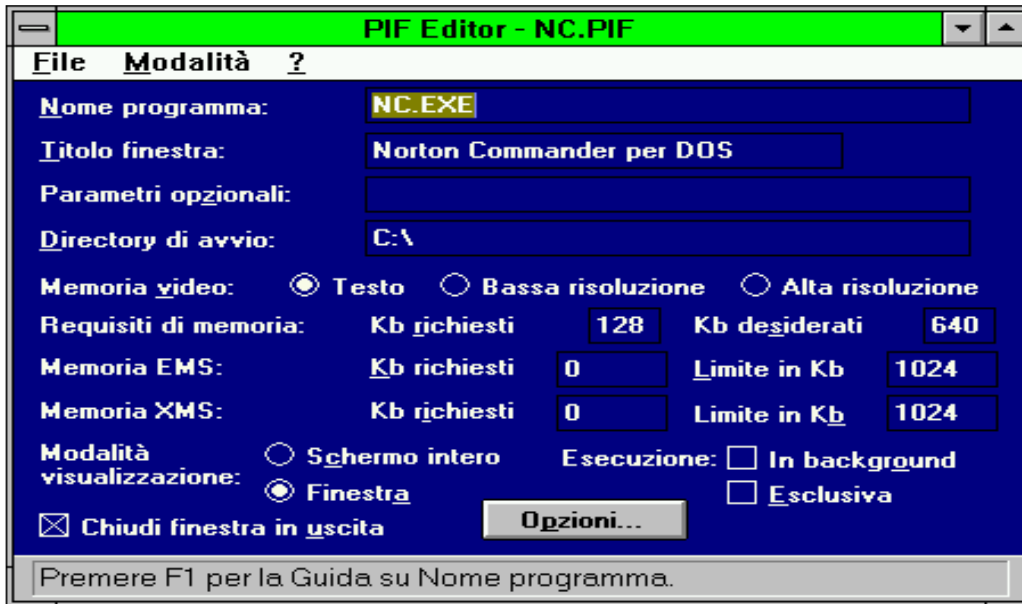 PIF Editor - NC.PIF
File Modalità ?
Nome programma: NC.EXE
Titolo finestra: Norton Commander per DOS
Parametri opzionali:
Directory di avvio: C:\
Memoria video: Testo Bassa risoluzione Alta risoluzione
Requisiti di memoria: Kb richiesti 128 Kb desiderati 640
Memoria EMS: Kb richiesti 0 Limite in Kb 1024
Memoria XMS: Kb richiesti 0 Limite in Kb 1024
Modalità visualizzazione: Schermo intero Esecuzione: In background
Finestra Esclusiva
Chiudi finestra in uscita Opzioni...
Premere F1 per la Guida su Nome programma.